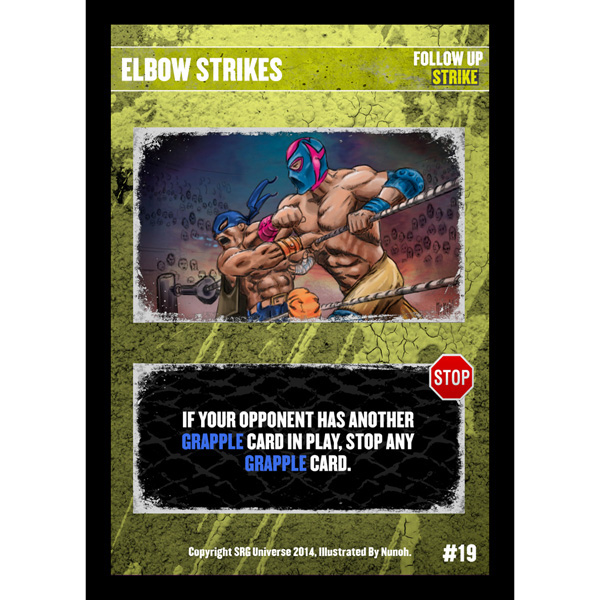 ELBOW STRIKES
FOLLOW UP
STRIKE
STOP
IF YOUR OPPONENT HAS ANOTHER
GRAPPLE CARD IN PLAY, STOP ANY
GRAPPLE CARD.
Copyright SRG Universe 2014, Illustrated By Nunoh.
#19